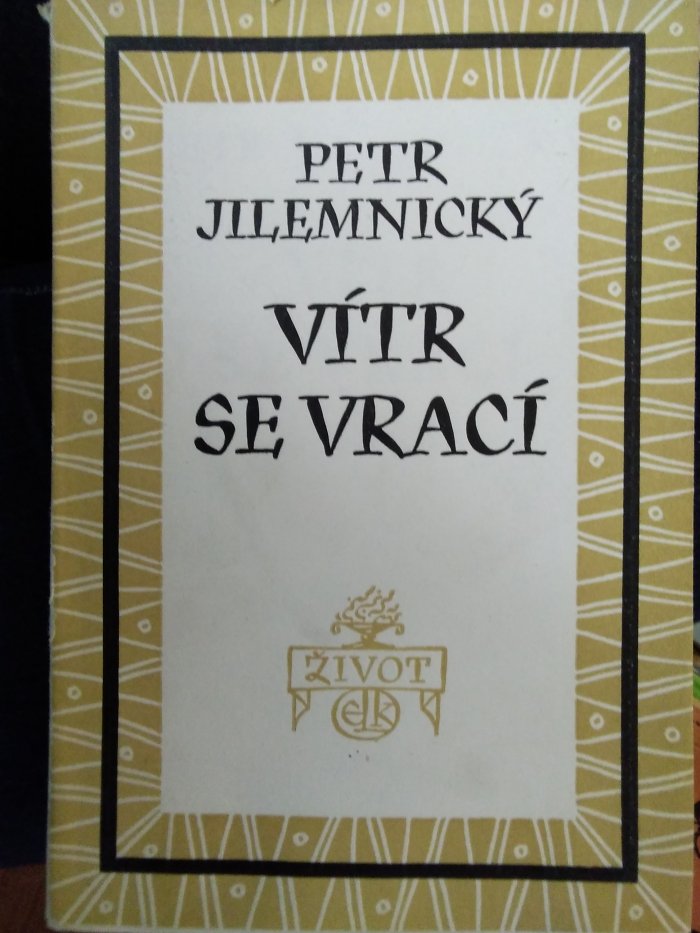 PETR
JILEMNICKÝ
VÍTR
SE VRACÍ
ŽIVOT
ELK